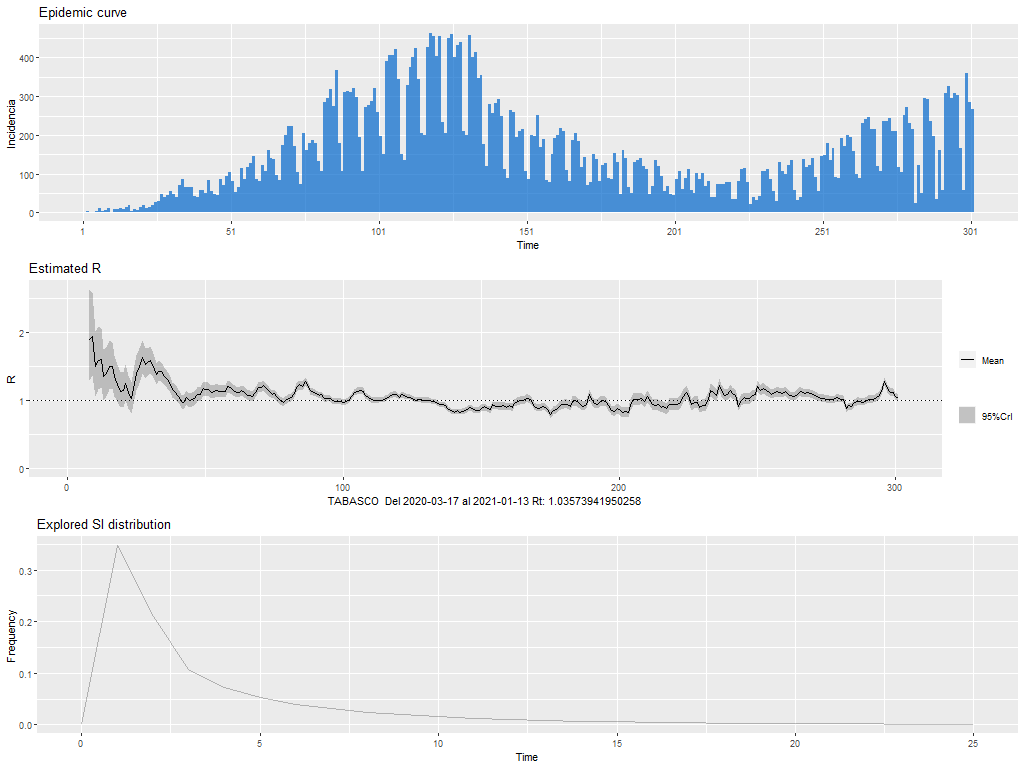 Epidemic curve
Incidencia
400
300
200
100
0
1
51
101
151
201
251
301
Time
Estimated R
R
2
1
0
0
100
200
300
TABASCO Del 2020-03-17 al 2021-01-13 Rt: 1.03573941950258
Mean
95%CrI
Explored SI distribution
Frequency
0.3
0.2
0.1
0.0
0
5
10
15
20
25
Time